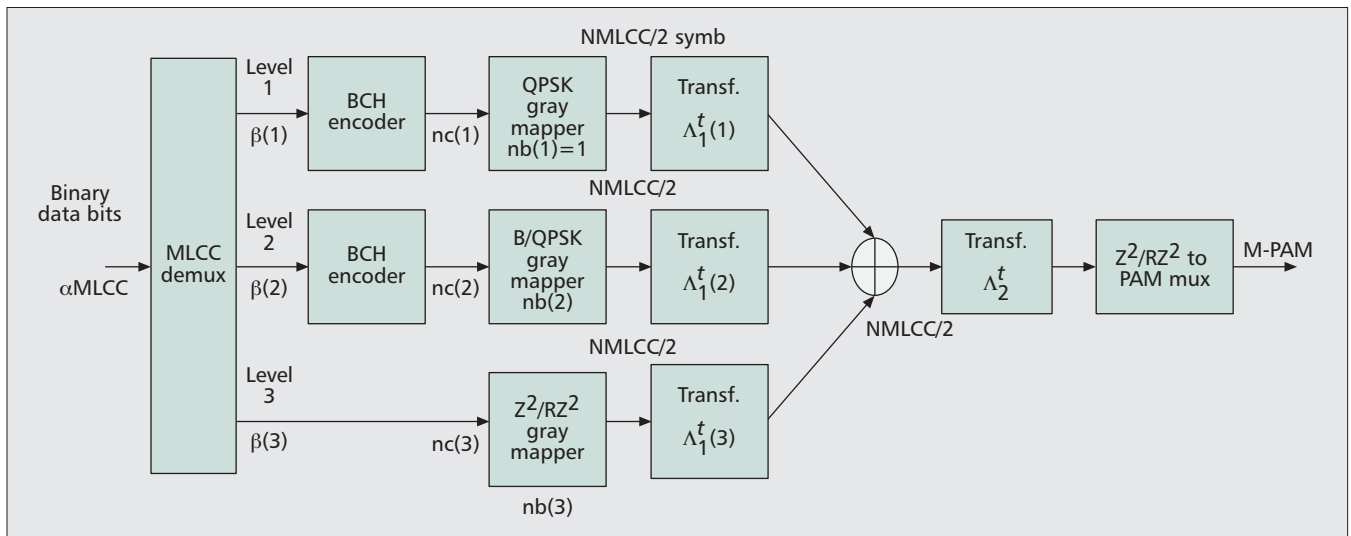 NMLCC/2 symb
Level
1
β(1)
BCH
encoder
nc(1)
QPSK
gray
mapper
nb(1)=1
Transf.
Λ₁ᵗ(1)
Binary
data bits
αMLCC
MLCC
demux
NMLCC/2
Level
2
β(2)
BCH
encoder
nc(2)
B/QPSK
gray
mapper
nb(2)
Transf.
Λ₁ᵗ(2)
Transf.
Λ₂ᵗ
Z²/RZ² to
PAM mux
M-PAM
NMLCC/2
NMLCC/2
Level
3
β(3)
nc(3)
Z²/RZ²
gray
mapper
nb(3)
Transf.
Λ₁ᵗ(3)